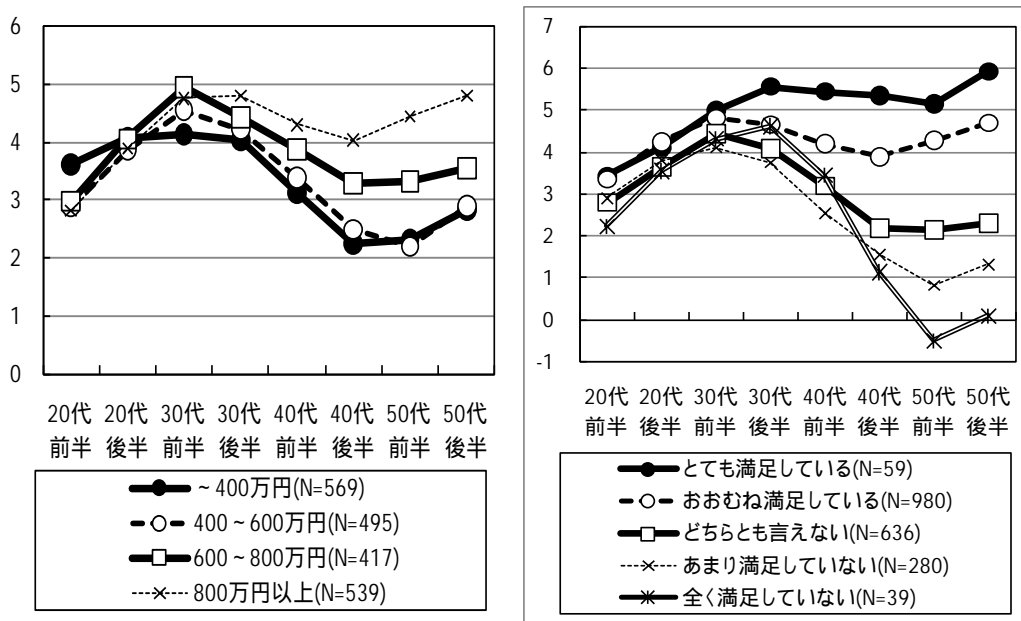 6
5
4
3
2
1
0
20代 20代 30代 30代 40代 40代 50代 50代
前半 後半 前半 後半 前半 後半 前半 後半
~400万円(N=569)
400~600万円(N=495)
600~800万円(N=417)
800万円以上(N=539)
7
6
5
4
3
2
1
0
-1
20代 20代 30代 30代 40代 40代 50代 50代
前半 後半 前半 後半 前半 後半 前半 後半
とても満足している(N=59)
おおむね満足している(N=980)
どちらとも言えない(N=636)
あまり満足していない(N=280)
全く満足していない(N=39)